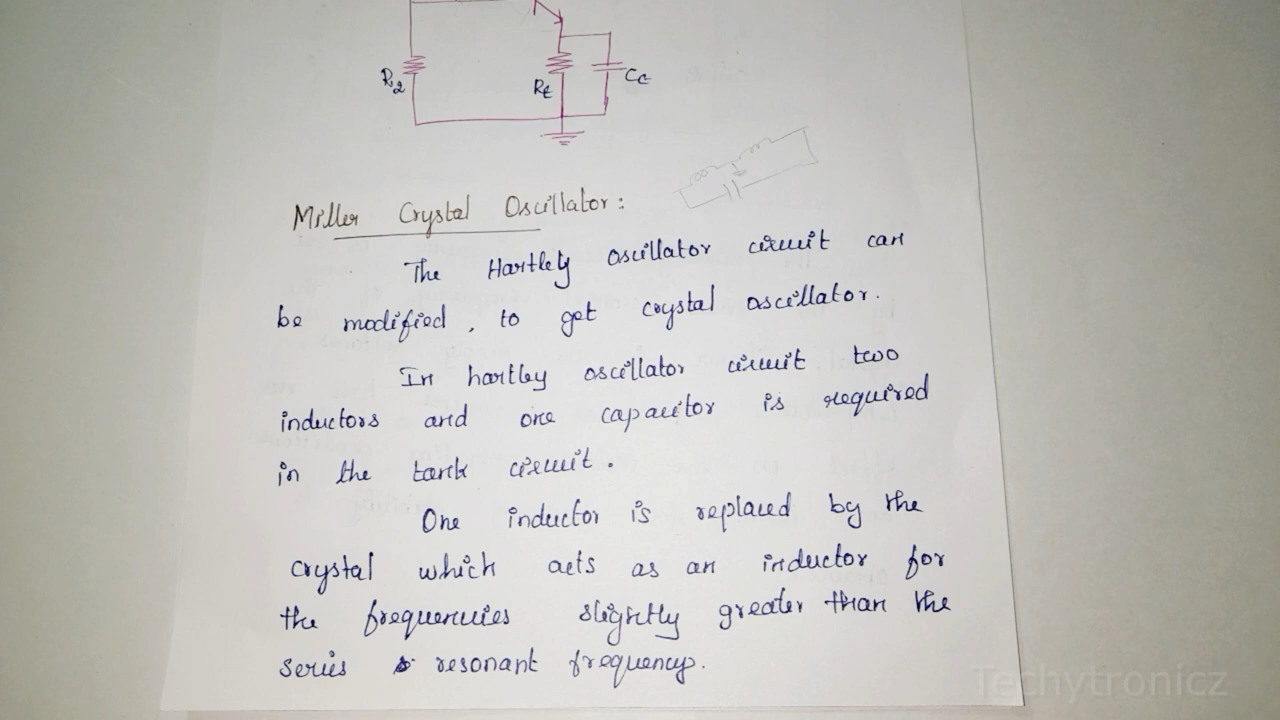 R2
RE
CE
Miller Crystal Oscillator :
The Hartley oscillator circuit can
be modified , to get crystal oscillator.
In hartley oscillator circuit two
inductors and one capacitor is required
in the tank circuit .
One inductor is replaced by the
crystal which acts as an inductor for
the frequencies slightly greater than the
series resonant frequency.
Techytronicz